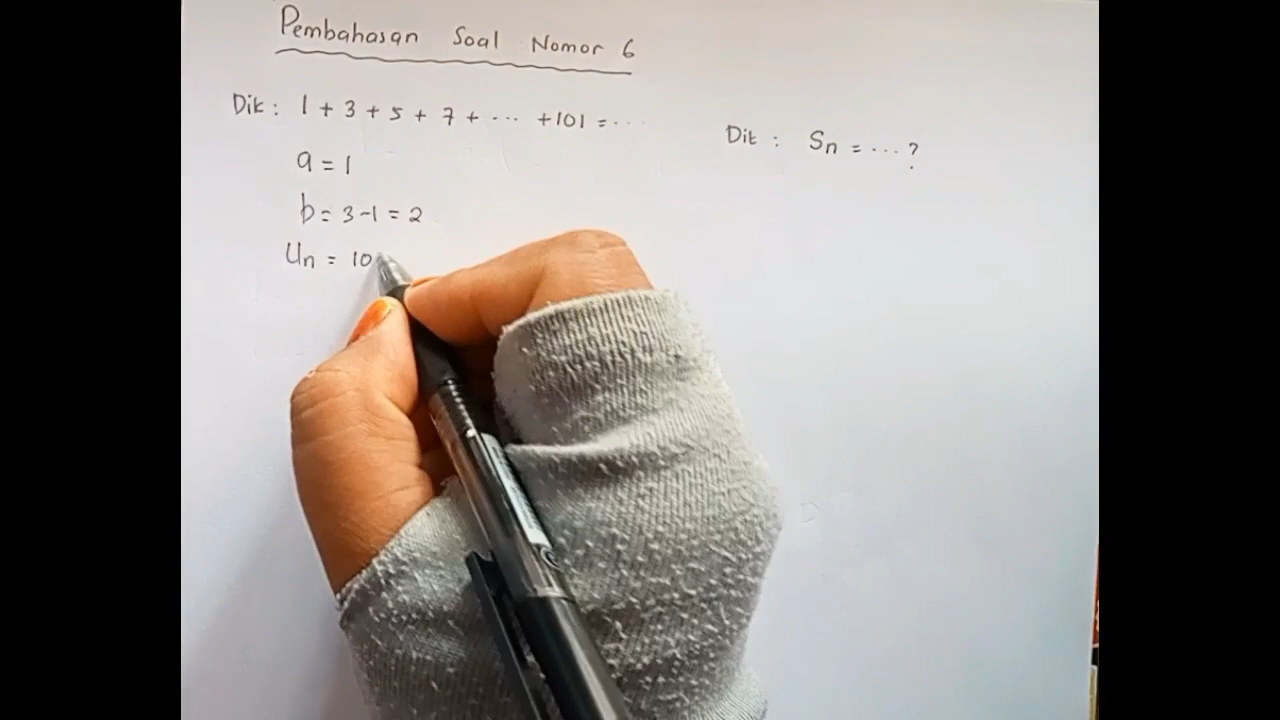 Pembahasan Soal Nomor 6
Dik : 1 + 3 + 5 + 7 + ... +101 = ...
Dit : Sn = ... ?
a = 1
b = 3-1 = 2
Un = 10